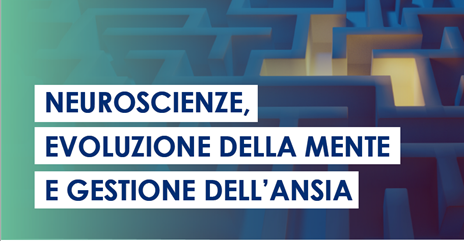 NEUROSCIENZE,
EVOLUZIONE DELLA MENTE
E GESTIONE DELL'ANSIA